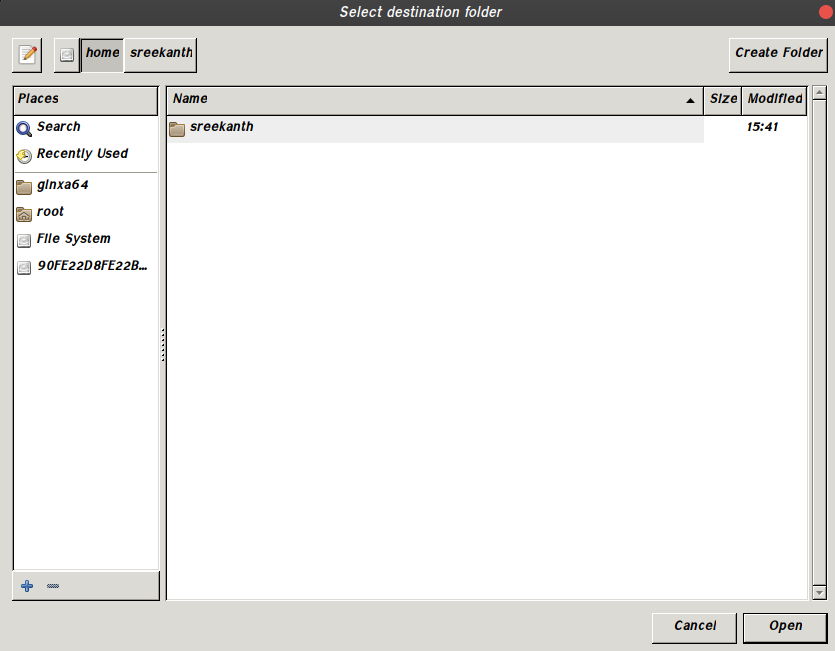 Select destination folder
home sreekanth Create Folder
Places
Search
Recently Used
glnxa64
root
File System
90FE22D8FE22B...
Name Size Modified
sreekanth 15:41
Cancel Open